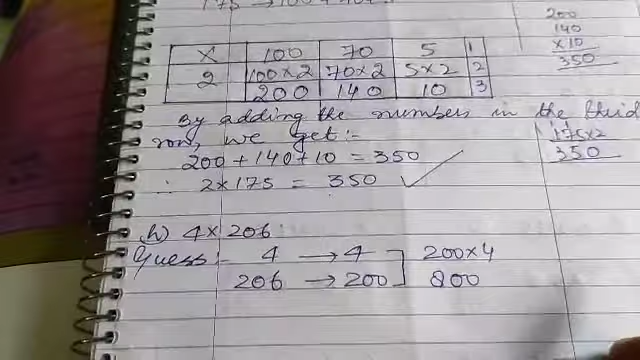 175 → 100 +
X 100 70 5 1
2 100×2 70×2 5×2 2
200 140 10 3
By adding the numbers in the third
row, we get:-
200 + 140 + 10 = 350
∴ 2*175 = 350 ✓
h) 4 × 206:
Guess:- 4 → 4 200×4
206 → 200 800
200
140
× 10
350
175×2
350